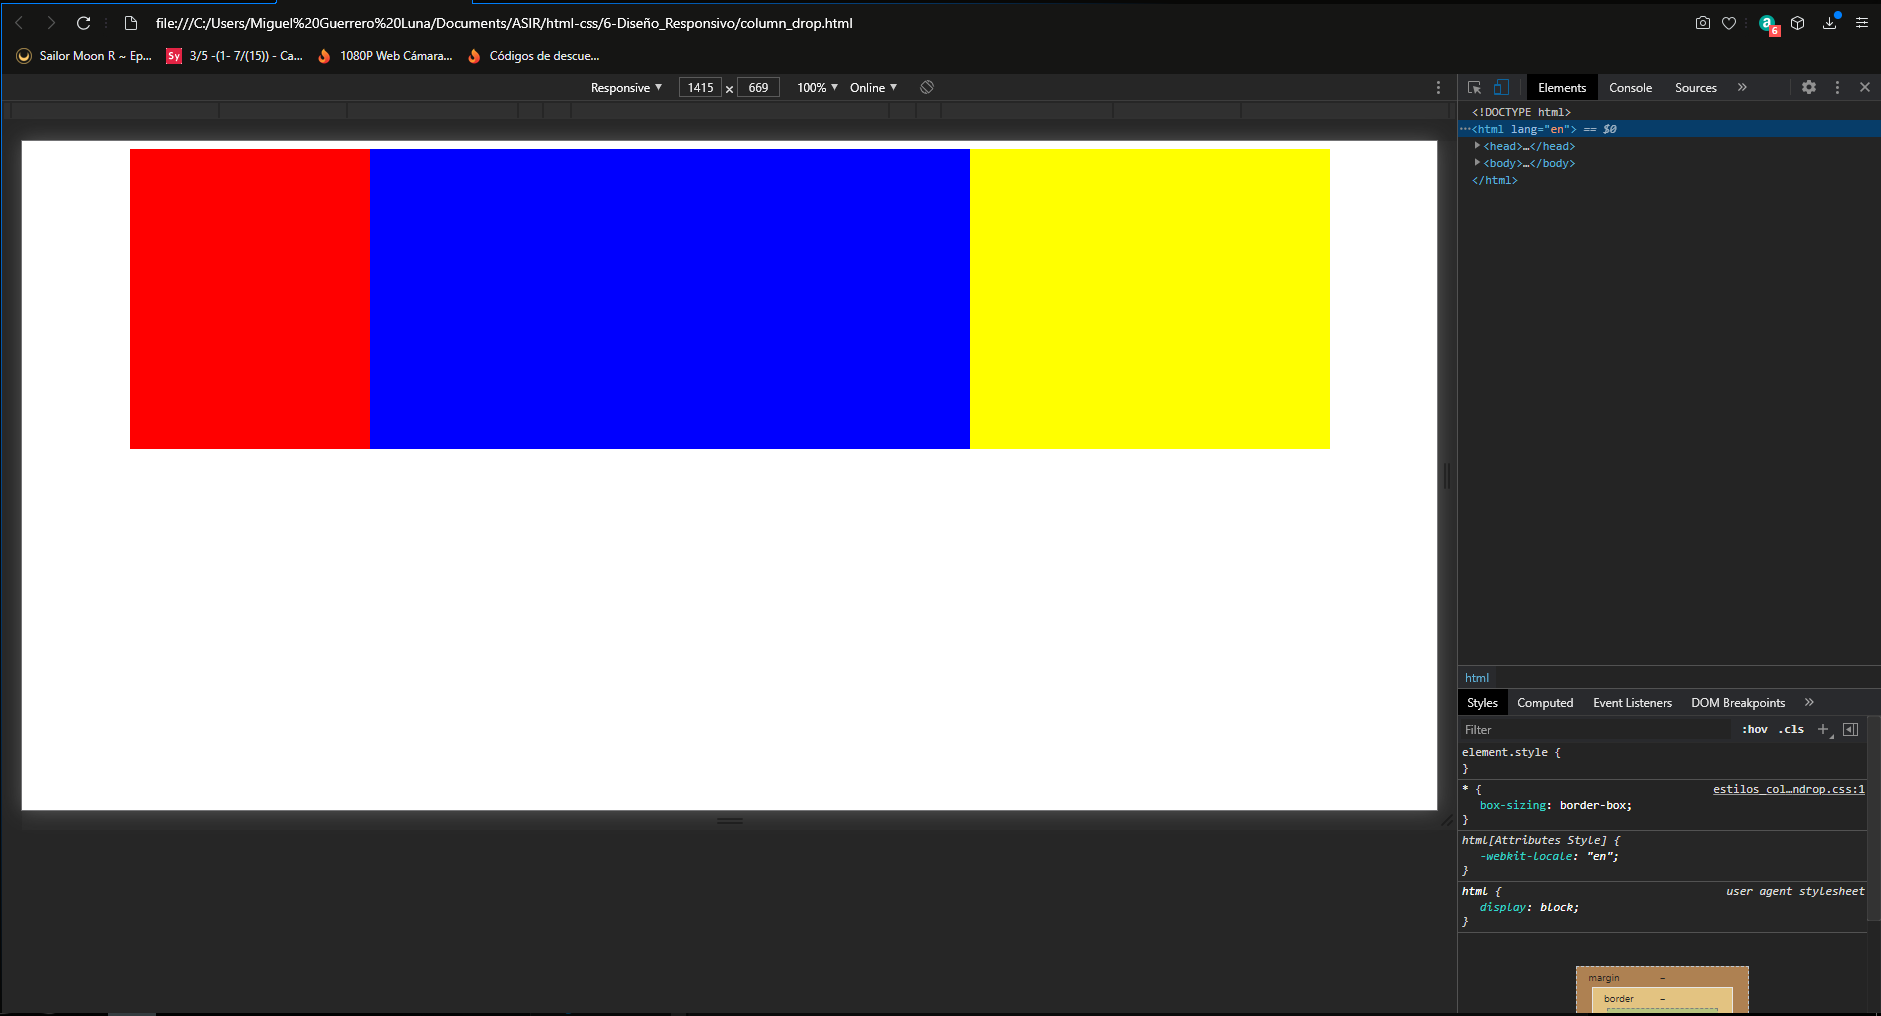 file:///C:/Users/Miguel%20Guerrero%20Luna/Documents/ASIR/html-css/6-Diseño_Responsivo/column_drop.html
6
Sailor Moon R ~ Ep... Sy 3/5 -(1- 7/(15)) - Ca... 1080P Web Cámara... Códigos de descue...
Responsive ▼ 1415 × 669 100% ▼ Online ▼
Elements Console Sources »
<!DOCTYPE html>
···<html lang="en"> == $0
▶<head>…</head>
▶<body>…</body>
</html>
html
Styles Computed Event Listeners DOM Breakpoints »
Filter :hov .cls +
element.style {
}
* { estilos_col…ndrop.css:1
box-sizing: border-box;
}
html[Attributes Style] {
-webkit-locale: "en";
}
html { user agent stylesheet
display: block;
}
margin –
border –